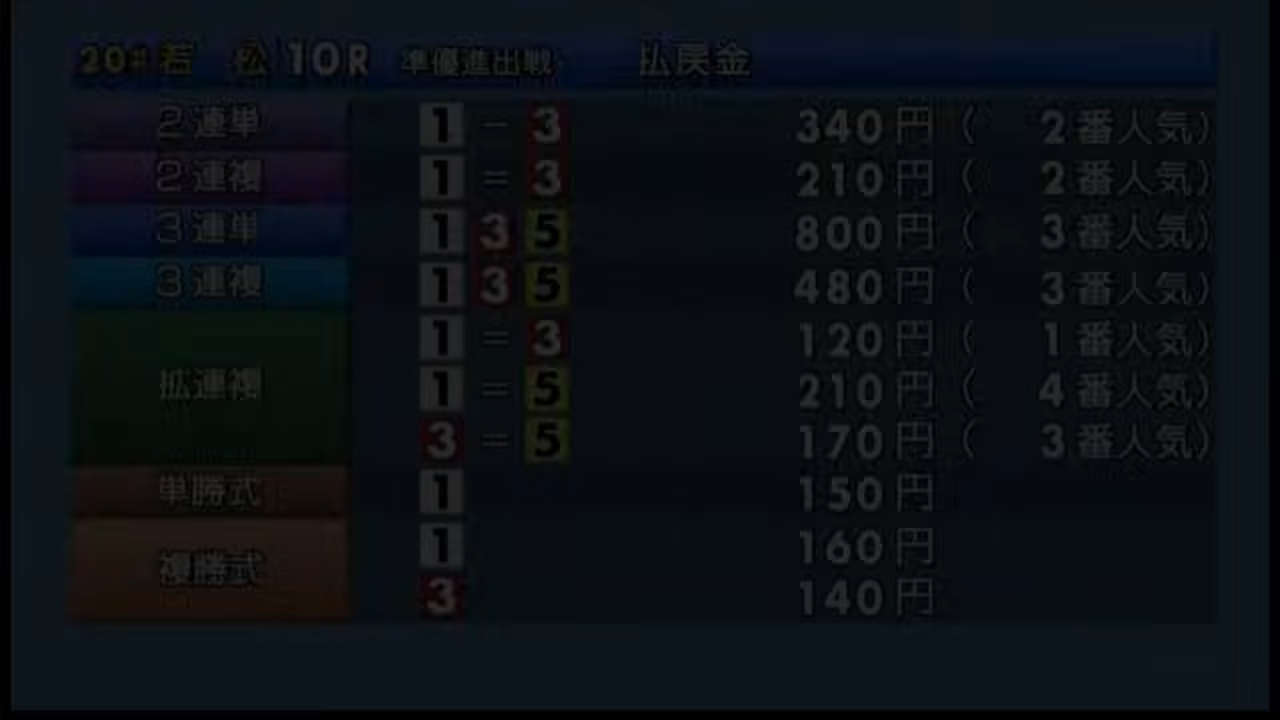 20# 若 松 10R 準優進出戦 払戻金
2連単 1 - 3 340円 ( 2番人気)
2連複 1 = 3 210円 ( 2番人気)
3連単 1 3 5 800円 ( 3番人気)
3連複 1 3 5 480円 ( 3番人気)
拡連複 1 = 3 120円 ( 1番人気)
1 = 5 210円 ( 4番人気)
3 = 5 170円 ( 3番人気)
単勝式 1 150円
複勝式 1 160円
3 140円